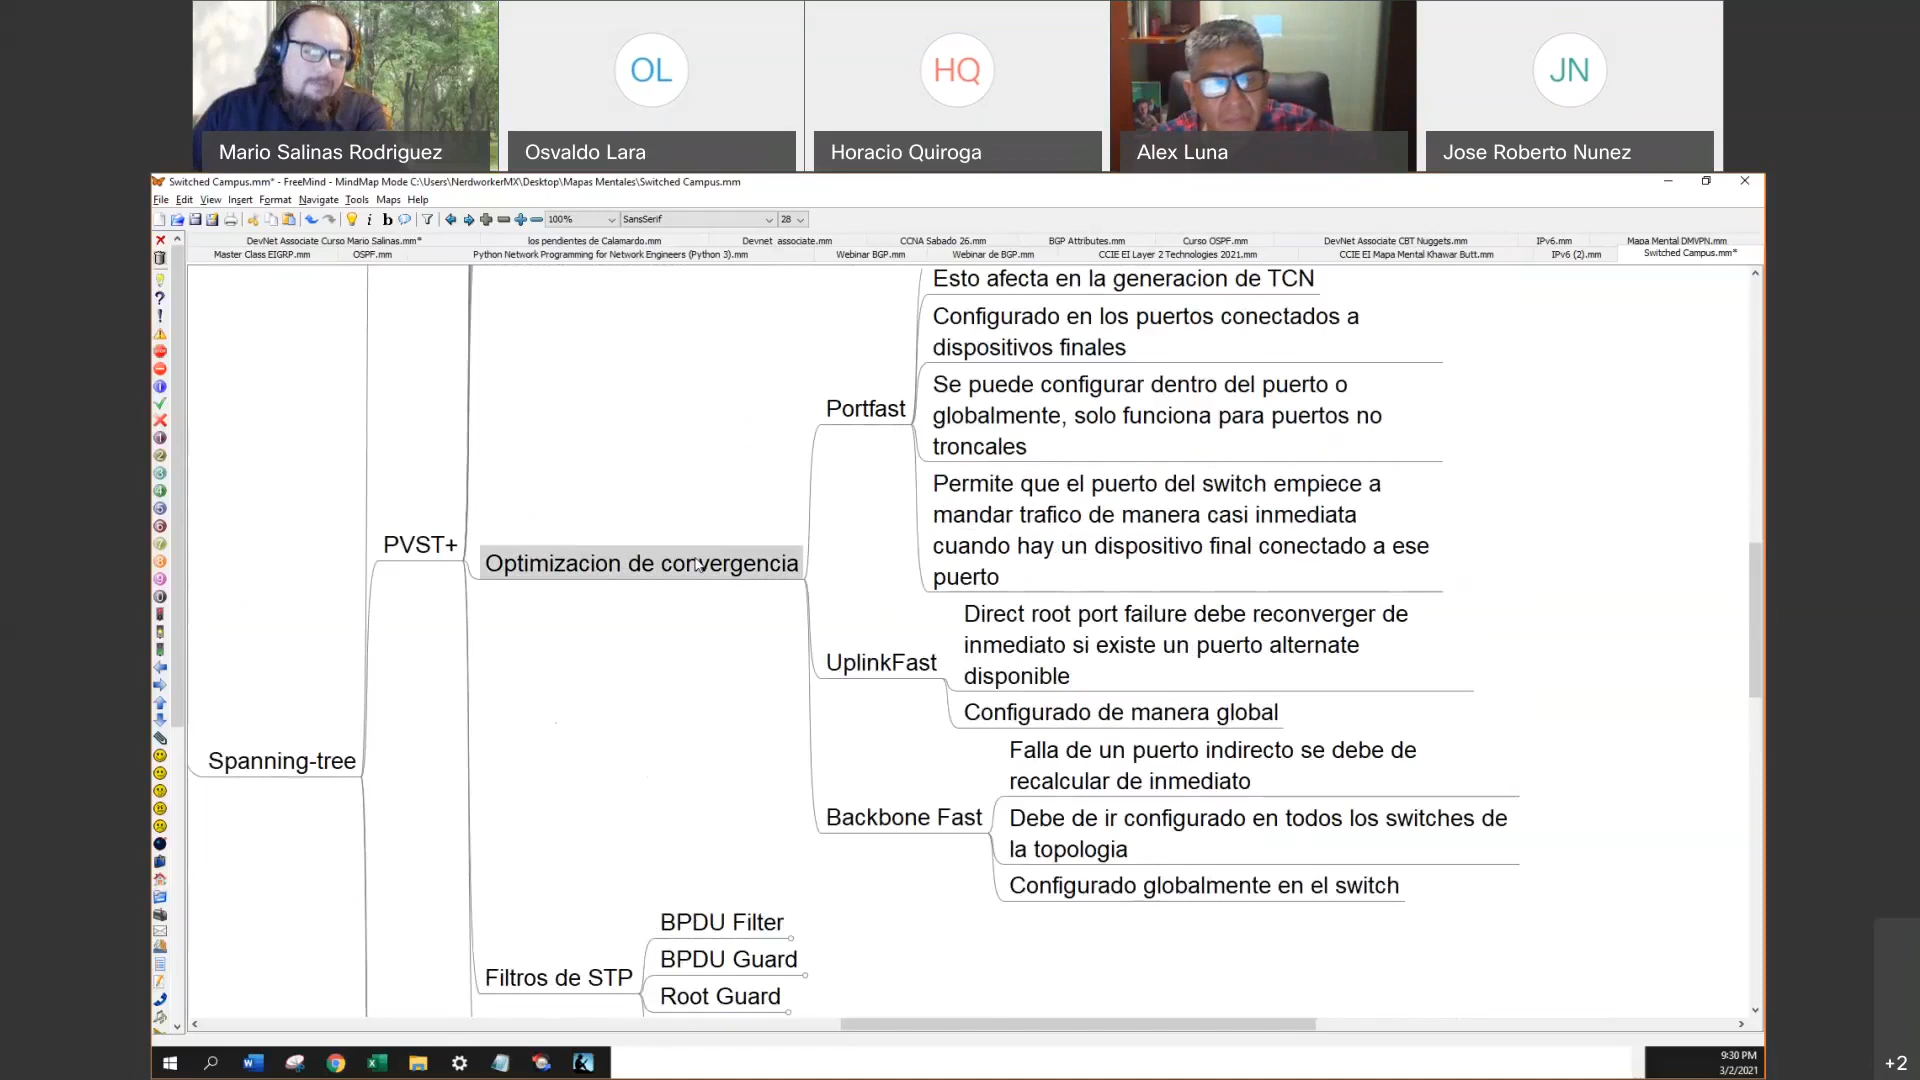 OL
HQ
JN
Mario Salinas Rodriguez
Osvaldo Lara
Horacio Quiroga
Alex Luna
Jose Roberto Nunez
Switched Campus.mm* - FreeMind - MindMap Mode C:\Users\NerdworkerMX\Desktop\Mapas Mentales\Switched Campus.mm)
File Edit View Insert Format Navigate Tools Maps Help
i b 100% SansSerif 28
DevNet Associate Curso Mario Salinas.mm* los pendientes de Calamardo.mm Devnet associate.mm CCNA Sabado 26.mm BGP Attributes.mm Curso OSPF.mm DevNet Associate CBT Nuggets.mm IPv6.mm Mapa Mental DMVPN.mm
Master Class EIGRP.mm OSPF.mm Python Network Programming for Network Engineers (Python 3).mm Webinar BGP.mm Webinar de BGP.mm CCIE EI Layer 2 Technologies 2021.mm CCIE EI Mapa Mental Khawar Butt.mm IPv6 (2).mm Switched Campus.mm*
Esto afecta en la generacion de TCN
Configurado en los puertos conectados a
dispositivos finales
Se puede configurar dentro del puerto o
globalmente, solo funciona para puertos no
troncales
Portfast
Permite que el puerto del switch empiece a
mandar trafico de manera casi inmediata
cuando hay un dispositivo final conectado a ese
puerto
PVST+
Optimizacion de convergencia
Direct root port failure debe reconverger de
inmediato si existe un puerto alternate
disponible
UplinkFast
Configurado de manera global
Spanning-tree
Falla de un puerto indirecto se debe de
recalcular de inmediato
Backbone Fast
Debe de ir configurado en todos los switches de
la topologia
Configurado globalmente en el switch
Filtros de STP
BPDU Filter
BPDU Guard
Root Guard
9:30 PM
3/2/2021
+2